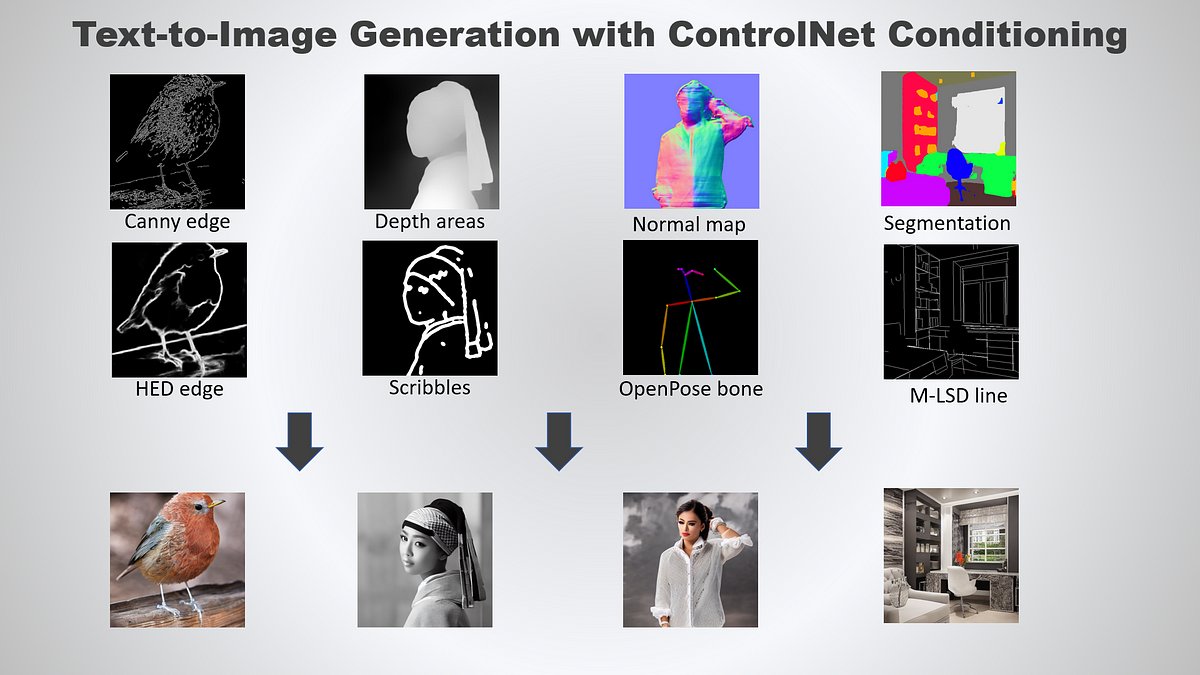 Text-to-Image Generation with ControlNet Conditioning
Canny edge
Depth areas
Normal map
Segmentation
HED edge
Scribbles
OpenPose bone
M-LSD line